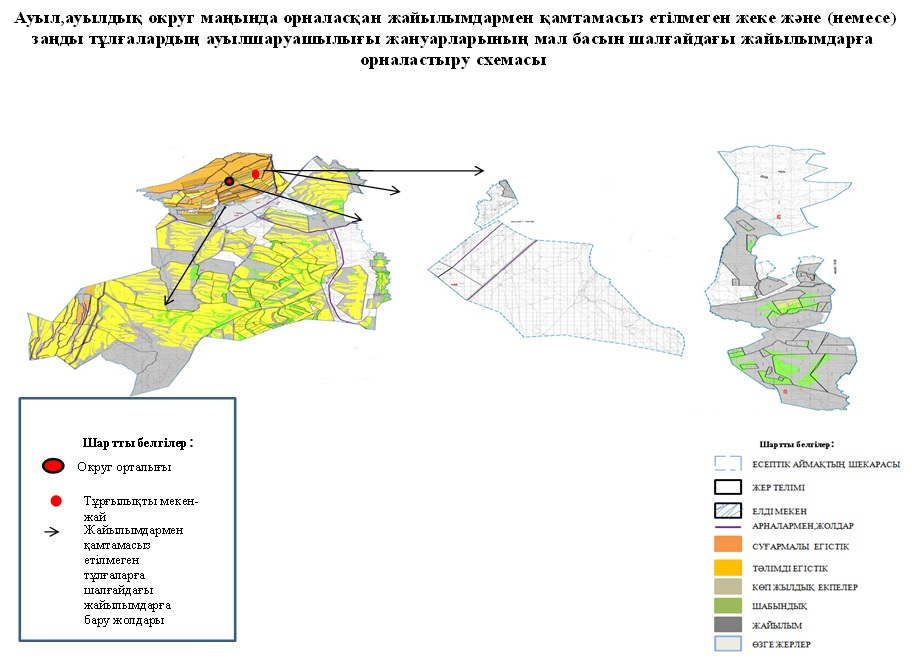 Ауыл,ауылдық округ маңында орналасқан жайылымдармен қамтамасыз етілмеген жеке және (немесе)
заңды тұлғалардың ауылшаруашылығы жануарларының мал басын шалғайдағы жайылымдарға
орналастыру схемасы
Шартты белгілер:
Округ орталығы
Тұрғылықты мекен-
жай
Жайылымдармен
қамтамасыз
етілмеген
тұлғаларға
шалғайдағы
жайылымдарға
бару жолдары
Шартты белгілер:
ЕСЕПТІК АЙМАҚТЫҢ ШЕКАРАСЫ
ЖЕР ТЕЛІМІ
ЕЛДІ МЕКЕН
АРНАЛАРМЕН,ЖОЛДАР
СУҒАРМАЛЫ ЕГІСТІК
ТӘЛІМДІ ЕГІСТІК
КӨП ЖЫЛДЫҚ ЕКПЕЛЕР
ШАБЫНДЫҚ
ЖАЙЫЛЫМ
ӨЗГЕ ЖЕРЛЕР